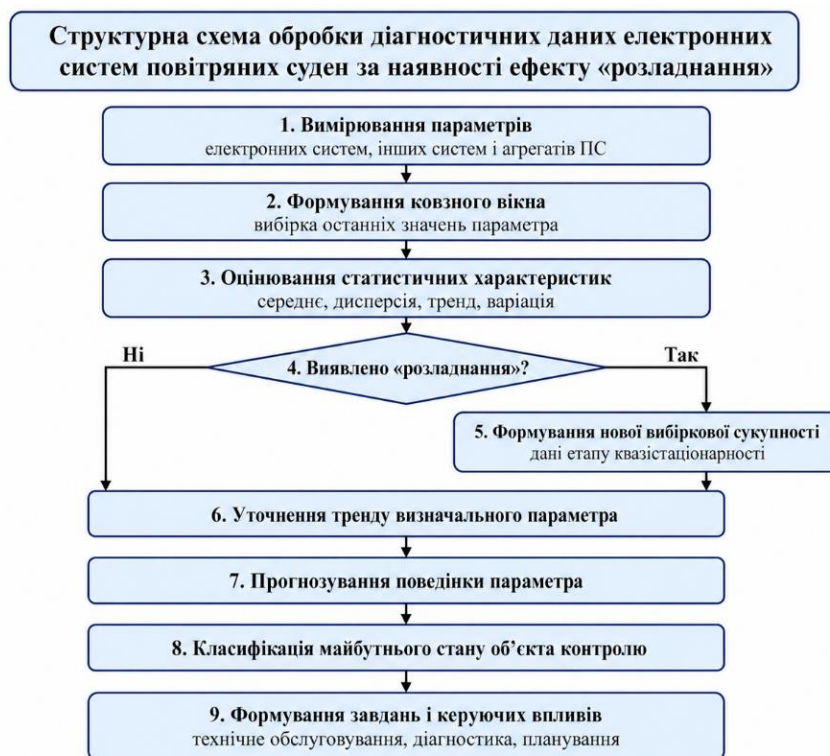 Структурна схема обробки діагностичних даних електронних
систем повітряних суден за наявності ефекту «розладнання»
1. Вимірювання параметрів
електронних систем, інших систем і агрегатів ПС
2. Формування ковзного вікна
вибірка останніх значень параметра
3. Оцінювання статистичних характеристик
середнє, дисперсія, тренд, варіація
Ні
4. Виявлено «розладнання»?
Так
5. Формування нової вибіркової сукупності
дані етапу квазістаціонарності
6. Уточнення тренду визначального параметра
7. Прогнозування поведінки параметра
8. Класифікація майбутнього стану об’єкта контролю
9. Формування завдань і керуючих впливів
технічне обслуговування, діагностика, планування